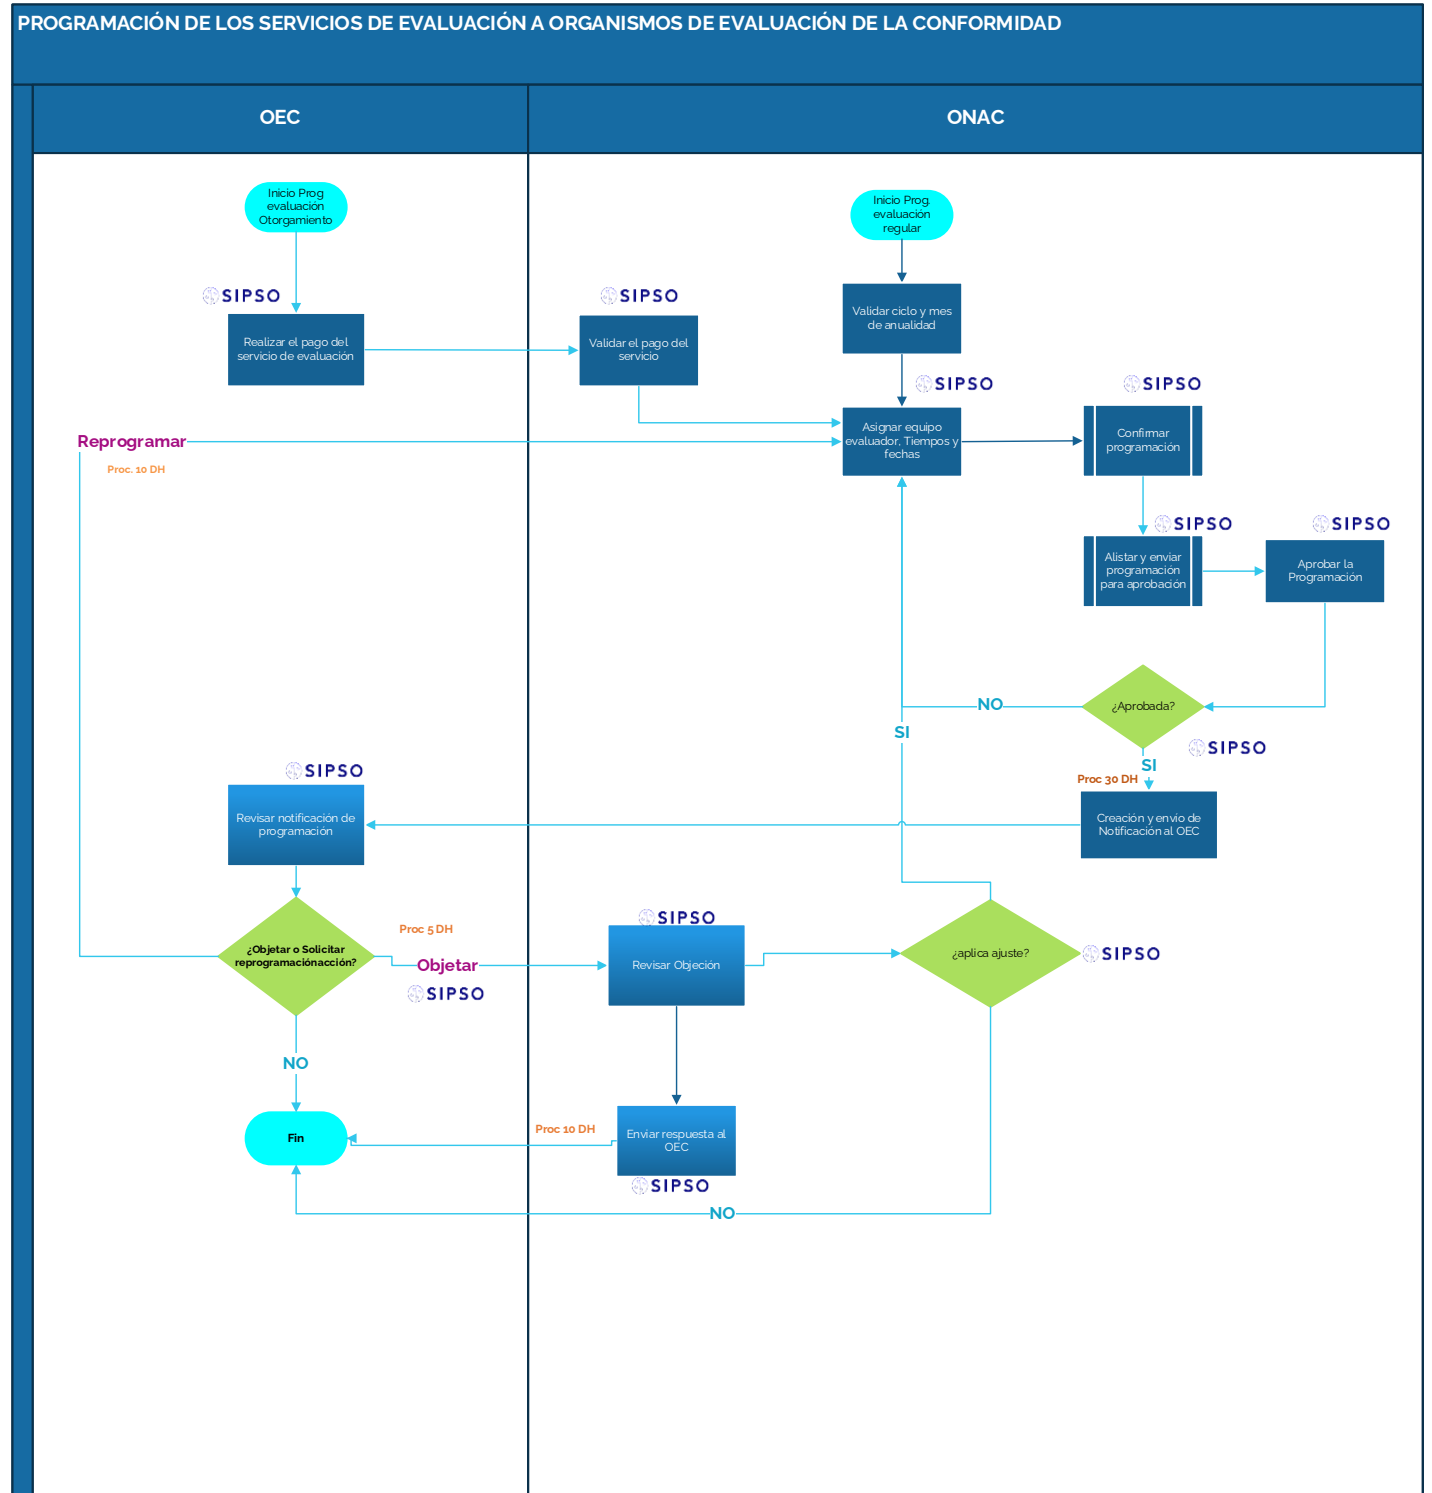 PROGRAMACIÓN DE LOS SERVICIOS DE EVALUACIÓN A ORGANISMOS DE EVALUACIÓN DE LA CONFORMIDAD
OEC
ONAC
Inicio Prog
evaluación
Otorgamiento
Inicio Prog.
evaluación
regular
SIPSO
SIPSO
Validar ciclo y mes
de anualidad
Realizar el pago del
servicio de evaluación
Validar el pago del
servicio
SIPSO
SIPSO
Reprogramar
Proc. 10 DH
Asignar equipo
evaluador, Tiempos y
fechas
Confirmar
programación
SIPSO
SIPSO
Alistar y enviar
programación
para aprobación
Aprobar la
Programación
NO
¿Aprobada?
SI
SIPSO
SI
Proc 30 DH
SIPSO
Revisar notificación de
programación
Creación y envío de
Notificación al OEC
SIPSO
Proc 5 DH
¿Objetar o Solicitar
reprogramaciónacción?
Objetar
SIPSO
Revisar Objeción
¿aplica ajuste?
SIPSO
NO
Fin
Proc 10 DH
Enviar respuesta al
OEC
SIPSO
NO